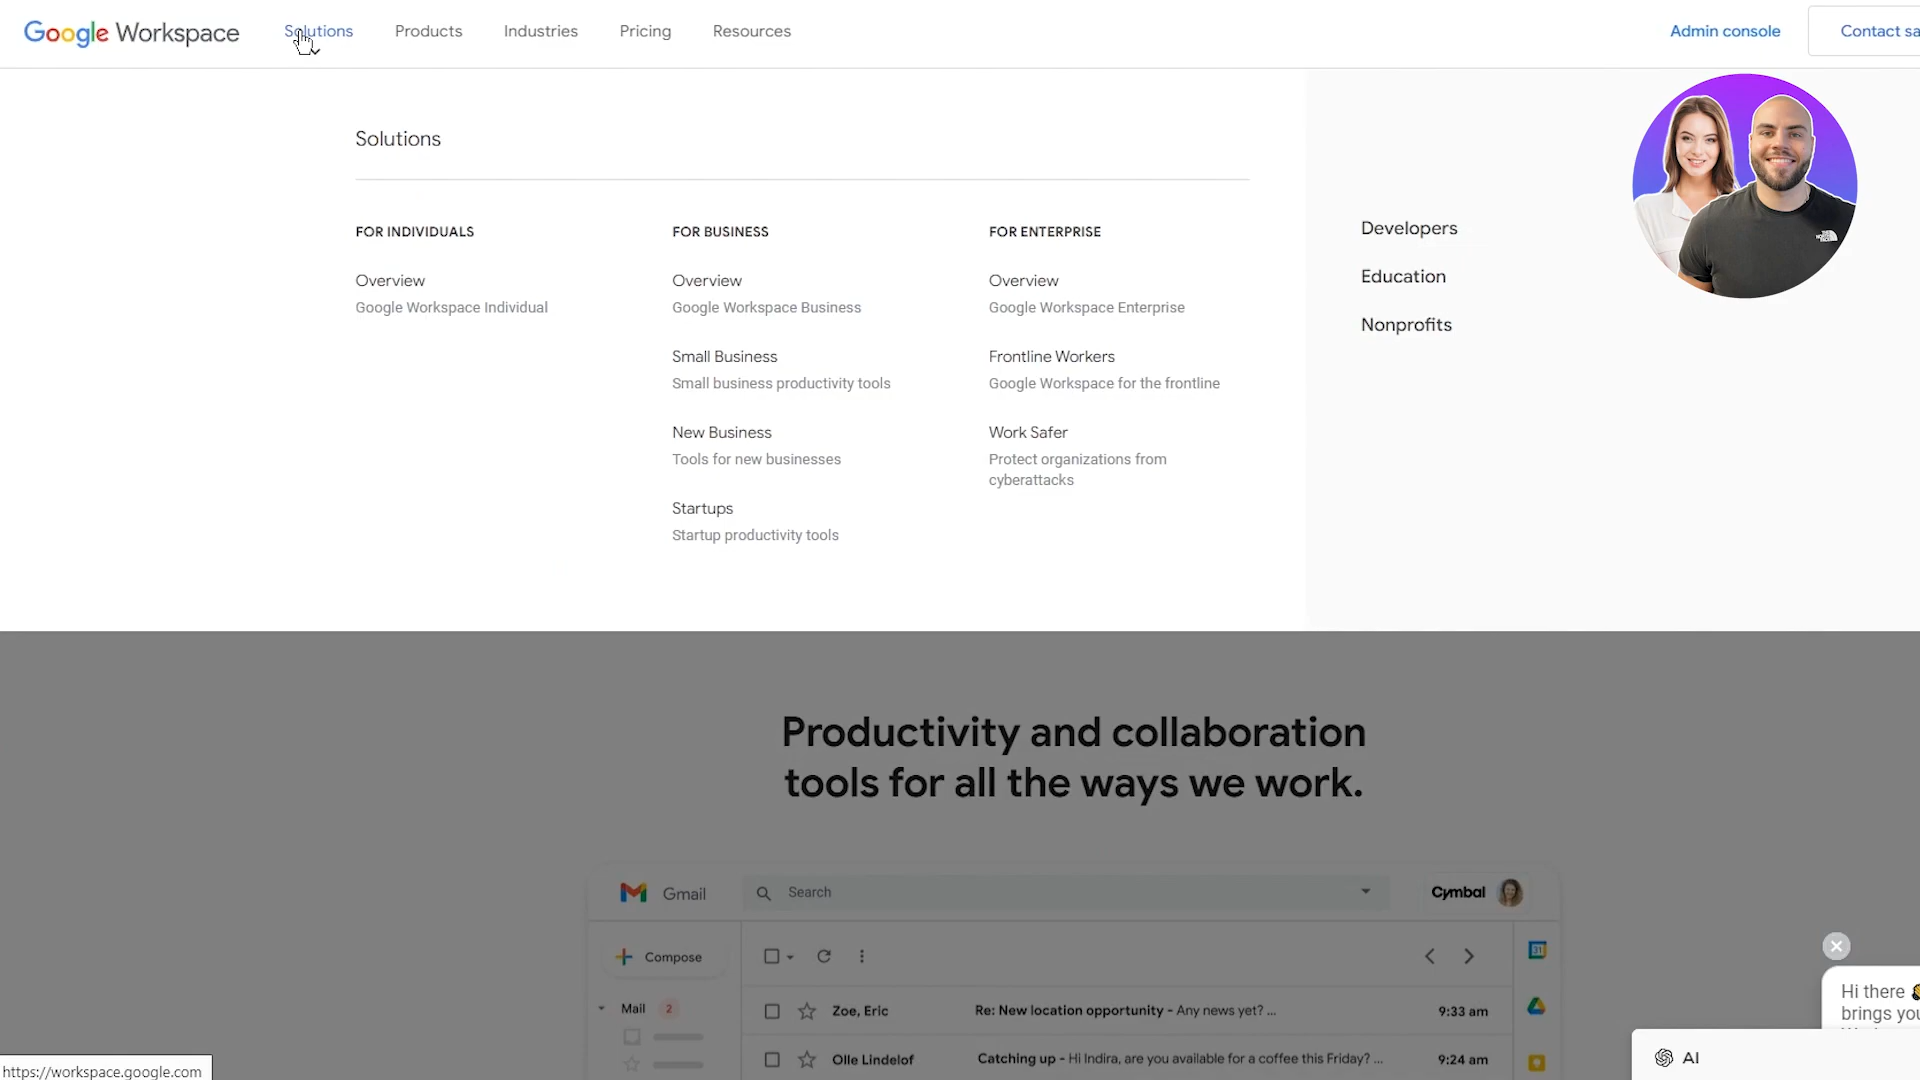 Google Workspace
Solutions
Products
Industries
Pricing
Resources
Admin console
Contact sa
Solutions
FOR INDIVIDUALS
Overview
Google Workspace Individual
FOR BUSINESS
Overview
Google Workspace Business
Small Business
Small business productivity tools
New Business
Tools for new businesses
Startups
Startup productivity tools
FOR ENTERPRISE
Overview
Google Workspace Enterprise
Frontline Workers
Google Workspace for the frontline
Work Safer
Protect organizations from
cyberattacks
Developers
Education
Nonprofits
THE NORTH FACE
Productivity and collaboration
tools for all the ways we work.
Gmail
Search
Cymbal
Compose
31
Mail 2
Zoe, Eric
Re: New location opportunity - Any news yet? ...
9:33 am
Olle Lindelof
Catching up - Hi Indira, are you available for a coffee this Friday? ...
9:24 am
Hi there
brings you
AI
https://workspace.google.com